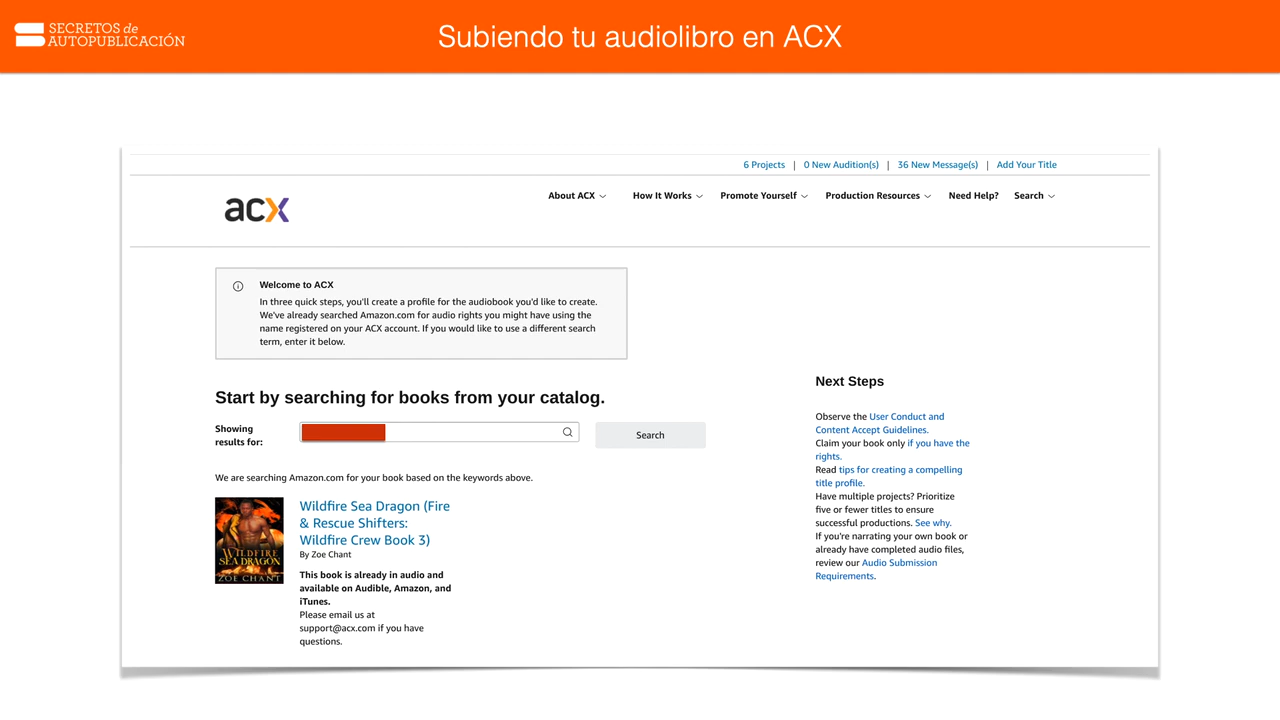 SECRETOS de
AUTOPUBLICACIÓN
Subiendo tu audiolibro en ACX
6 Projects | 0 New Audition(s) | 36 New Message(s) | Add Your Title
acx
About ACX How It Works Promote Yourself Production Resources Need Help? Search
Welcome to ACX
In three quick steps, you'll create a profile for the audiobook you'd like to create.
We've already searched Amazon.com for audio rights you might have using the
name registered on your ACX account. If you would like to use a different search
term, enter it below.
Start by searching for books from your catalog.
Showing
results for:
Search
We are searching Amazon.com for your book based on the keywords above.
WILDFIRE
SEA DRAGON
ZOE CHANT
Wildfire Sea Dragon (Fire
& Rescue Shifters:
Wildfire Crew Book 3)
By Zoe Chant
This book is already in audio and
available on Audible, Amazon, and
iTunes.
Please email us at
support@acx.com if you have
questions.
Next Steps
Observe the User Conduct and
Content Accept Guidelines.
Claim your book only if you have the
rights.
Read tips for creating a compelling
title profile.
Have multiple projects? Prioritize
five or fewer titles to ensure
successful productions. See why.
If you're narrating your own book or
already have completed audio files,
review our Audio Submission
Requirements.